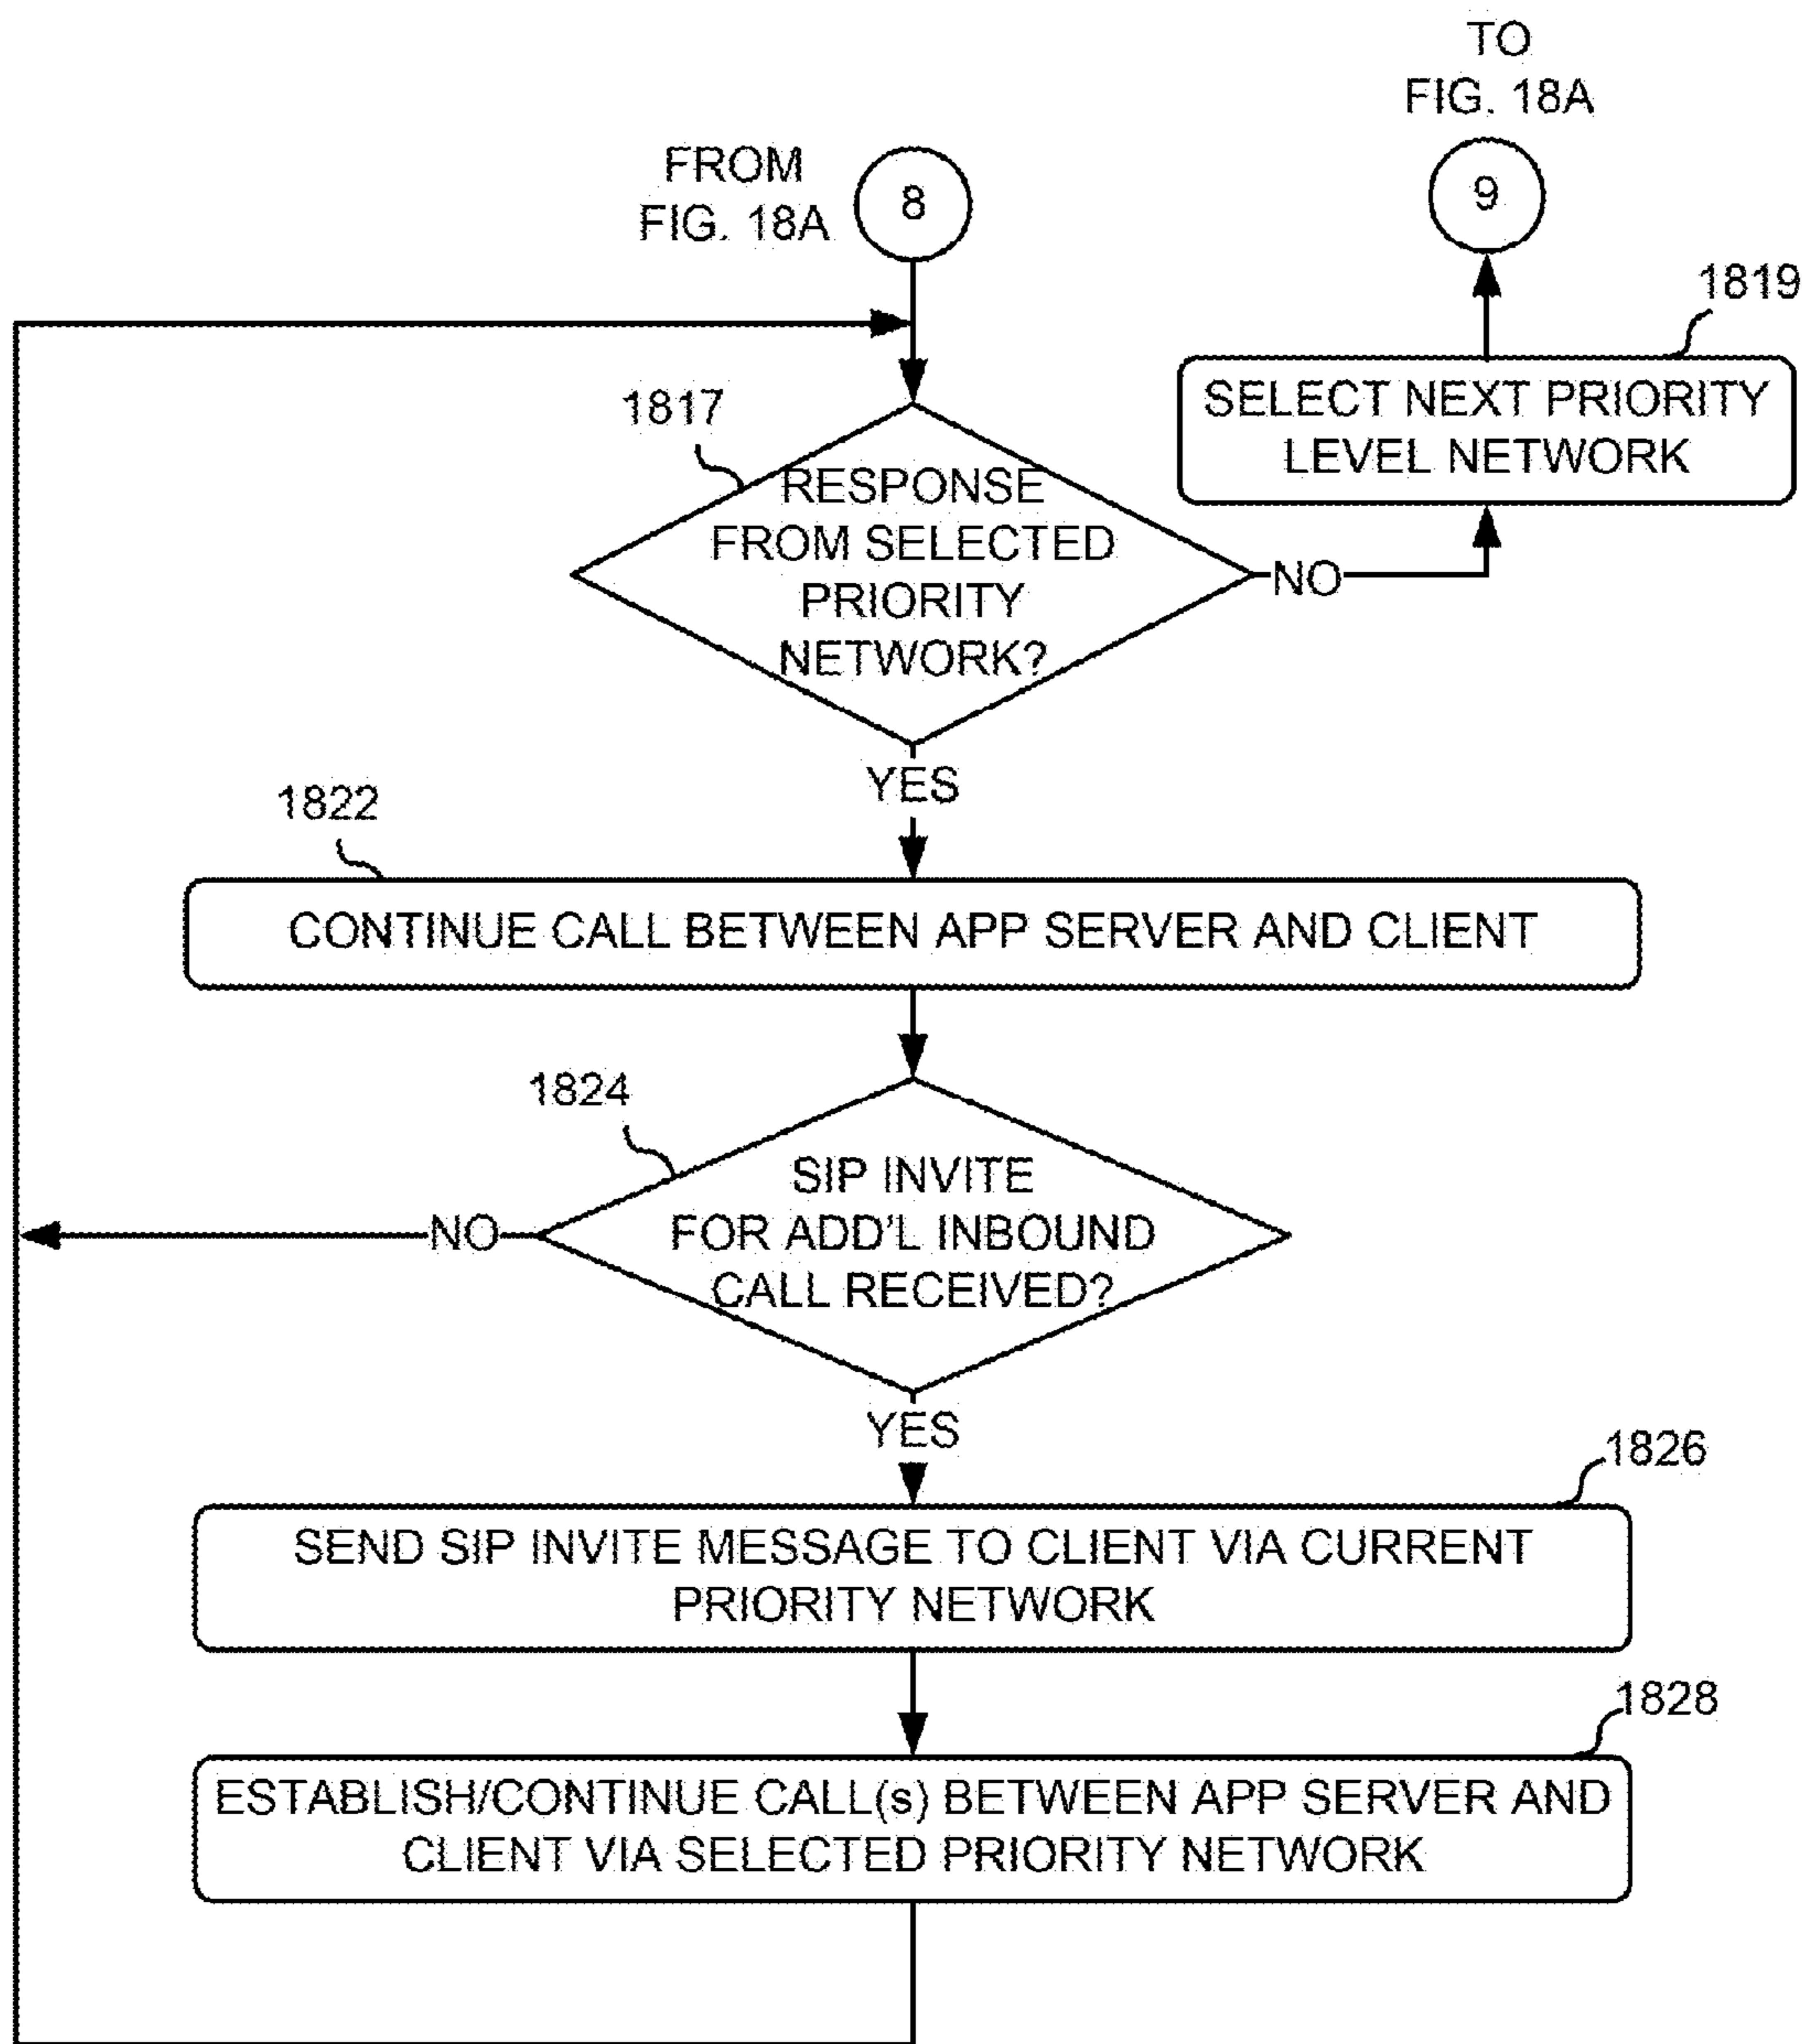 TO
FIG. 18A
9
FROM
FIG. 18A
8
1819
SELECT NEXT PRIORITY
LEVEL NETWORK
1817
RESPONSE
FROM SELECTED
PRIORITY
NETWORK?
NO
YES
1822
CONTINUE CALL BETWEEN APP SERVER AND CLIENT
1824
SIP INVITE
FOR ADD'L INBOUND
CALL RECEIVED?
NO
YES
1826
SEND SIP INVITE MESSAGE TO CLIENT VIA CURRENT
PRIORITY NETWORK
1828
ESTABLISH/CONTINUE CALL(s) BETWEEN APP SERVER AND
CLIENT VIA SELECTED PRIORITY NETWORK